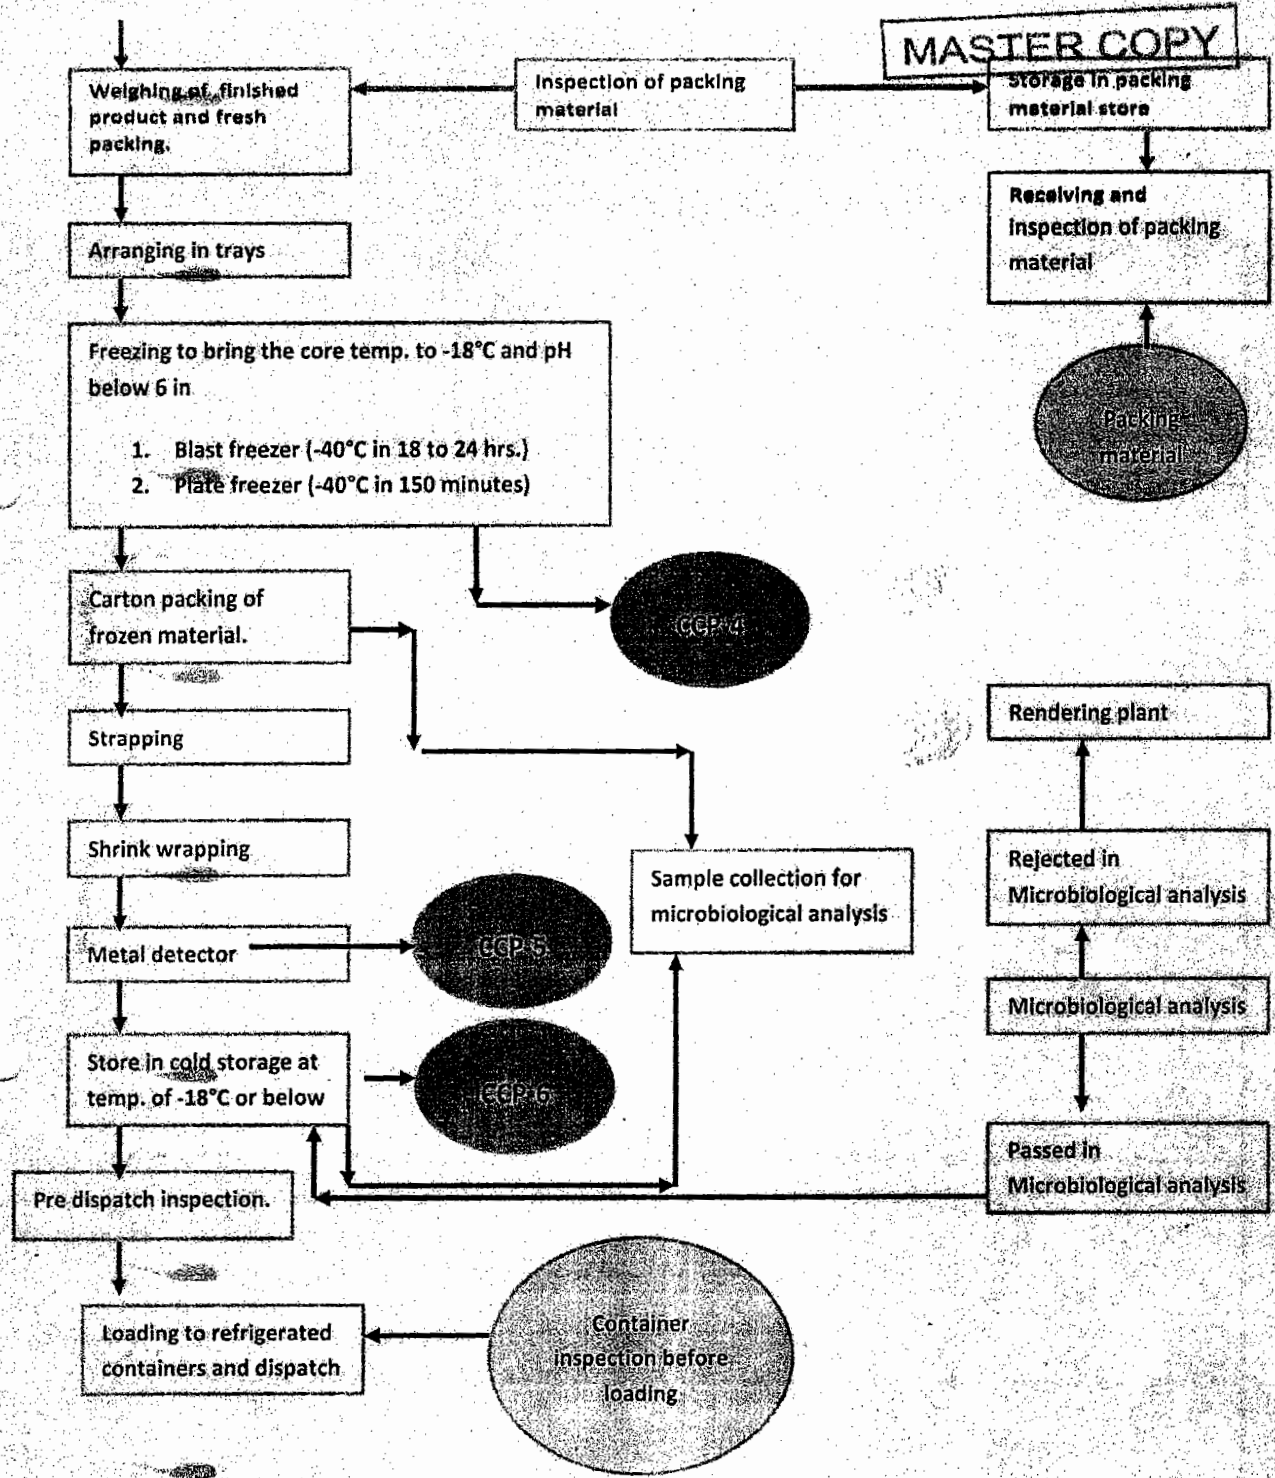 MASTER COPY
Weighing of finished
product and fresh
packing.
Inspection of packing
material
Storage in packing
material store
Receiving and
inspection of packing
material
Arranging in trays
Freezing to bring the core temp. to -18°C and pH
below 6 in
1. Blast freezer (-40°C in 18 to 24 hrs.)
2. Plate freezer (-40°C in 150 minutes)
Packing
material
Carton packing of
frozen material.
CCP-4
Strapping
Rendering plant
Shrink wrapping
Sample collection for
microbiological analysis
Rejected in
Microbiological analysis
Metal detector
CCP-5
Microbiological analysis
Store in cold storage at
temp. of -18°C or below
CCP-6
Passed in
Microbiological analysis
Pre dispatch inspection.
Loading to refrigerated
containers and dispatch
Container
inspection before
loading